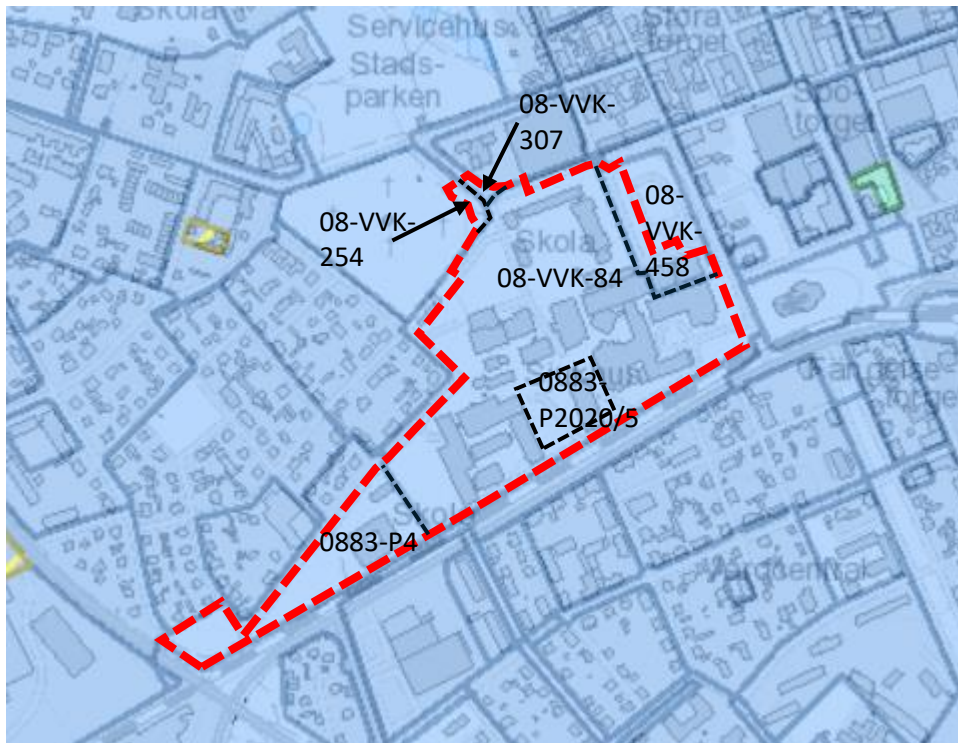 Skola
Servicehus
Stads-
parken
Stora
torget
08-VVK-
307
08-VVK-
254
08-
VVK-
458
Skola
08-VVK-84
0883-
P2020/5
Skola
0883-P4